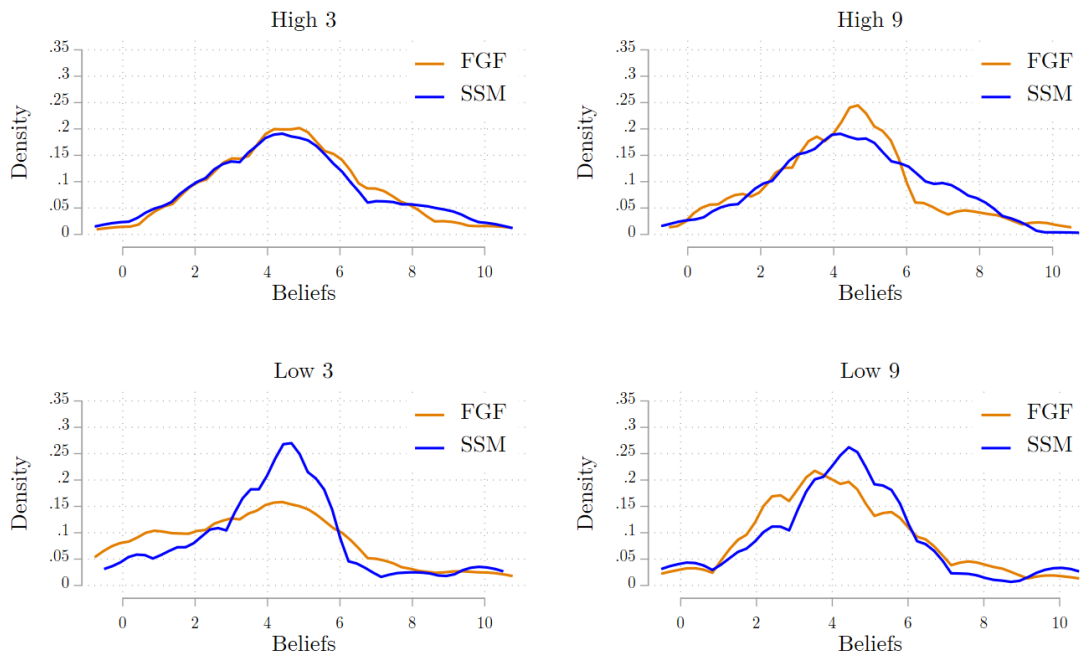 High 3
.35
.3
.25
.2
.15
.1
.05
0
Density
FGF
SSM
0 2 4 6 8 10
Beliefs
High 9
.35
.3
.25
.2
.15
.1
.05
0
Density
FGF
SSM
0 2 4 6 8 10
Beliefs
Low 3
.35
.3
.25
.2
.15
.1
.05
0
Density
FGF
SSM
0 2 4 6 8 10
Beliefs
Low 9
.35
.3
.25
.2
.15
.1
.05
0
Density
FGF
SSM
0 2 4 6 8 10
Beliefs